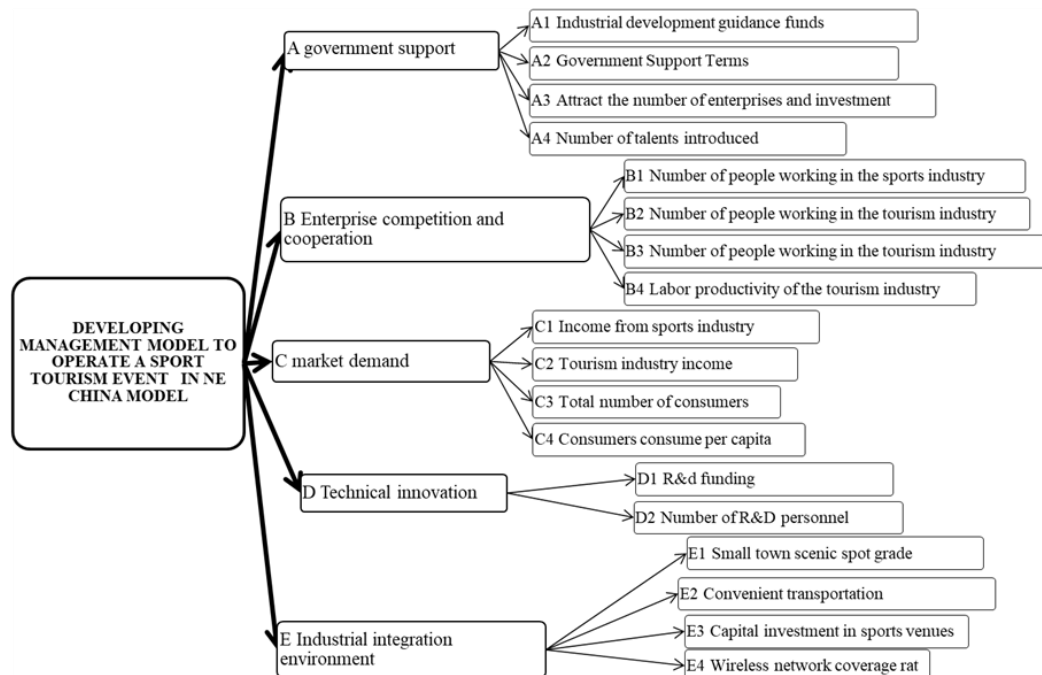 A government support
A1 Industrial development guidance funds
A2 Government Support Terms
A3 Attract the number of enterprises and investment
A4 Number of talents introduced
B Enterprise competition and
cooperation
B1 Number of people working in the sports industry
B2 Number of people working in the tourism industry
B3 Number of people working in the tourism industry
B4 Labor productivity of the tourism industry
DEVELOPING
MANAGEMENT MODEL TO
OPERATE A SPORT
TOURISM EVENT IN NE
CHINA MODEL
C market demand
C1 Income from sports industry
C2 Tourism industry income
C3 Total number of consumers
C4 Consumers consume per capita
D Technical innovation
D1 R&d funding
D2 Number of R&D personnel
E Industrial integration
environment
E1 Small town scenic spot grade
E2 Convenient transportation
E3 Capital investment in sports venues
E4 Wireless network coverage rat